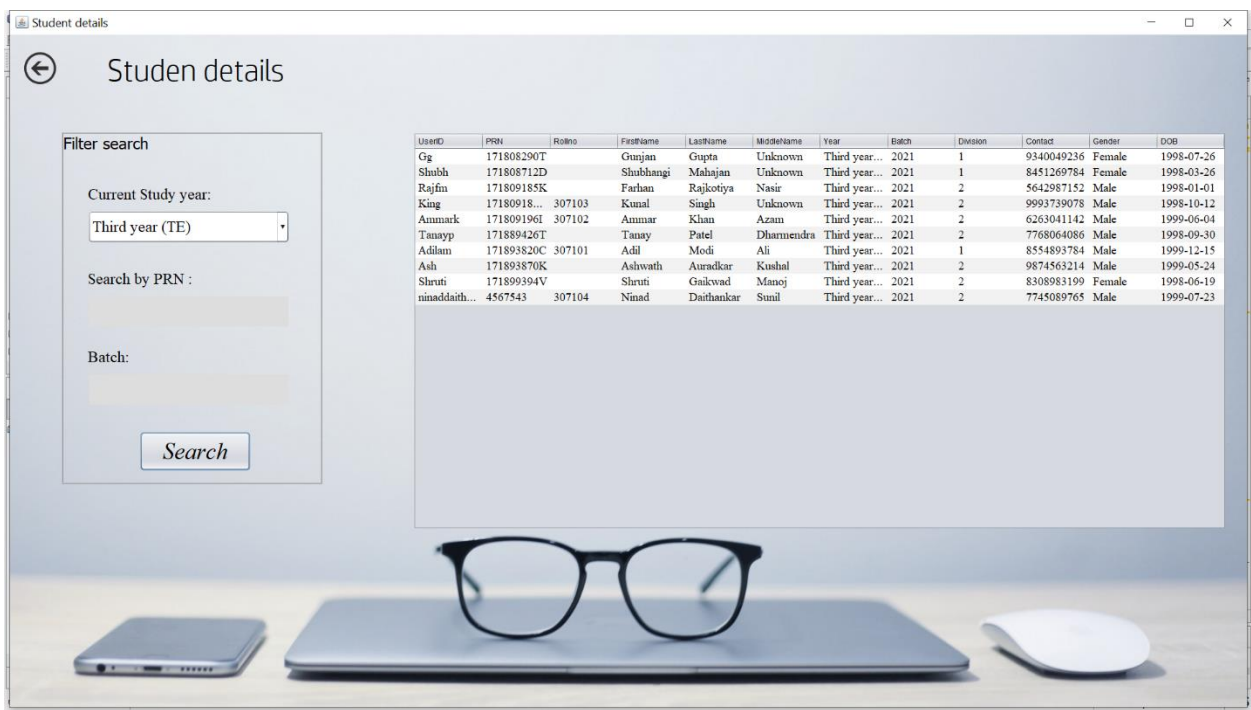 Student details
Studen details
Filter search
Current Study year:
Third year (TE)
Search by PRN :
Batch:
Search
UserID PRN Rollno FirstName LastName MiddleName Year Batch Division Contact Gender DOB
Gg 171808290T Gunjan Gupta Unknown Third year... 2021 1 9340049236 Female 1998-07-26
Shubh 171808712D Shubhangi Mahajan Unknown Third year... 2021 1 8451269784 Female 1998-03-26
Rajfm 171809185K Farhan Rajkotiya Nasir Third year... 2021 2 5642987152 Male 1998-01-01
King 17180918... 307103 Kunal Singh Unknown Third year... 2021 2 9993739078 Male 1998-10-12
Ammark 171809196I 307102 Ammar Khan Azam Third year... 2021 2 6263041142 Male 1999-06-04
Tanayp 171889426T Tanay Patel Dharmendra Third year... 2021 2 7768064086 Male 1998-09-30
Adilam 171893820C 307101 Adil Modi Ali Third year... 2021 1 8554893784 Male 1999-12-15
Ash 171893870K Ashwath Auradkar Kushal Third year... 2021 2 9874563214 Male 1999-05-24
Shruti 171899394V Shruti Gaikwad Manoj Third year... 2021 2 8308983199 Female 1998-06-19
ninaddaith... 4567543 307104 Ninad Daithankar Sunil Third year... 2021 2 7745089765 Male 1999-07-23